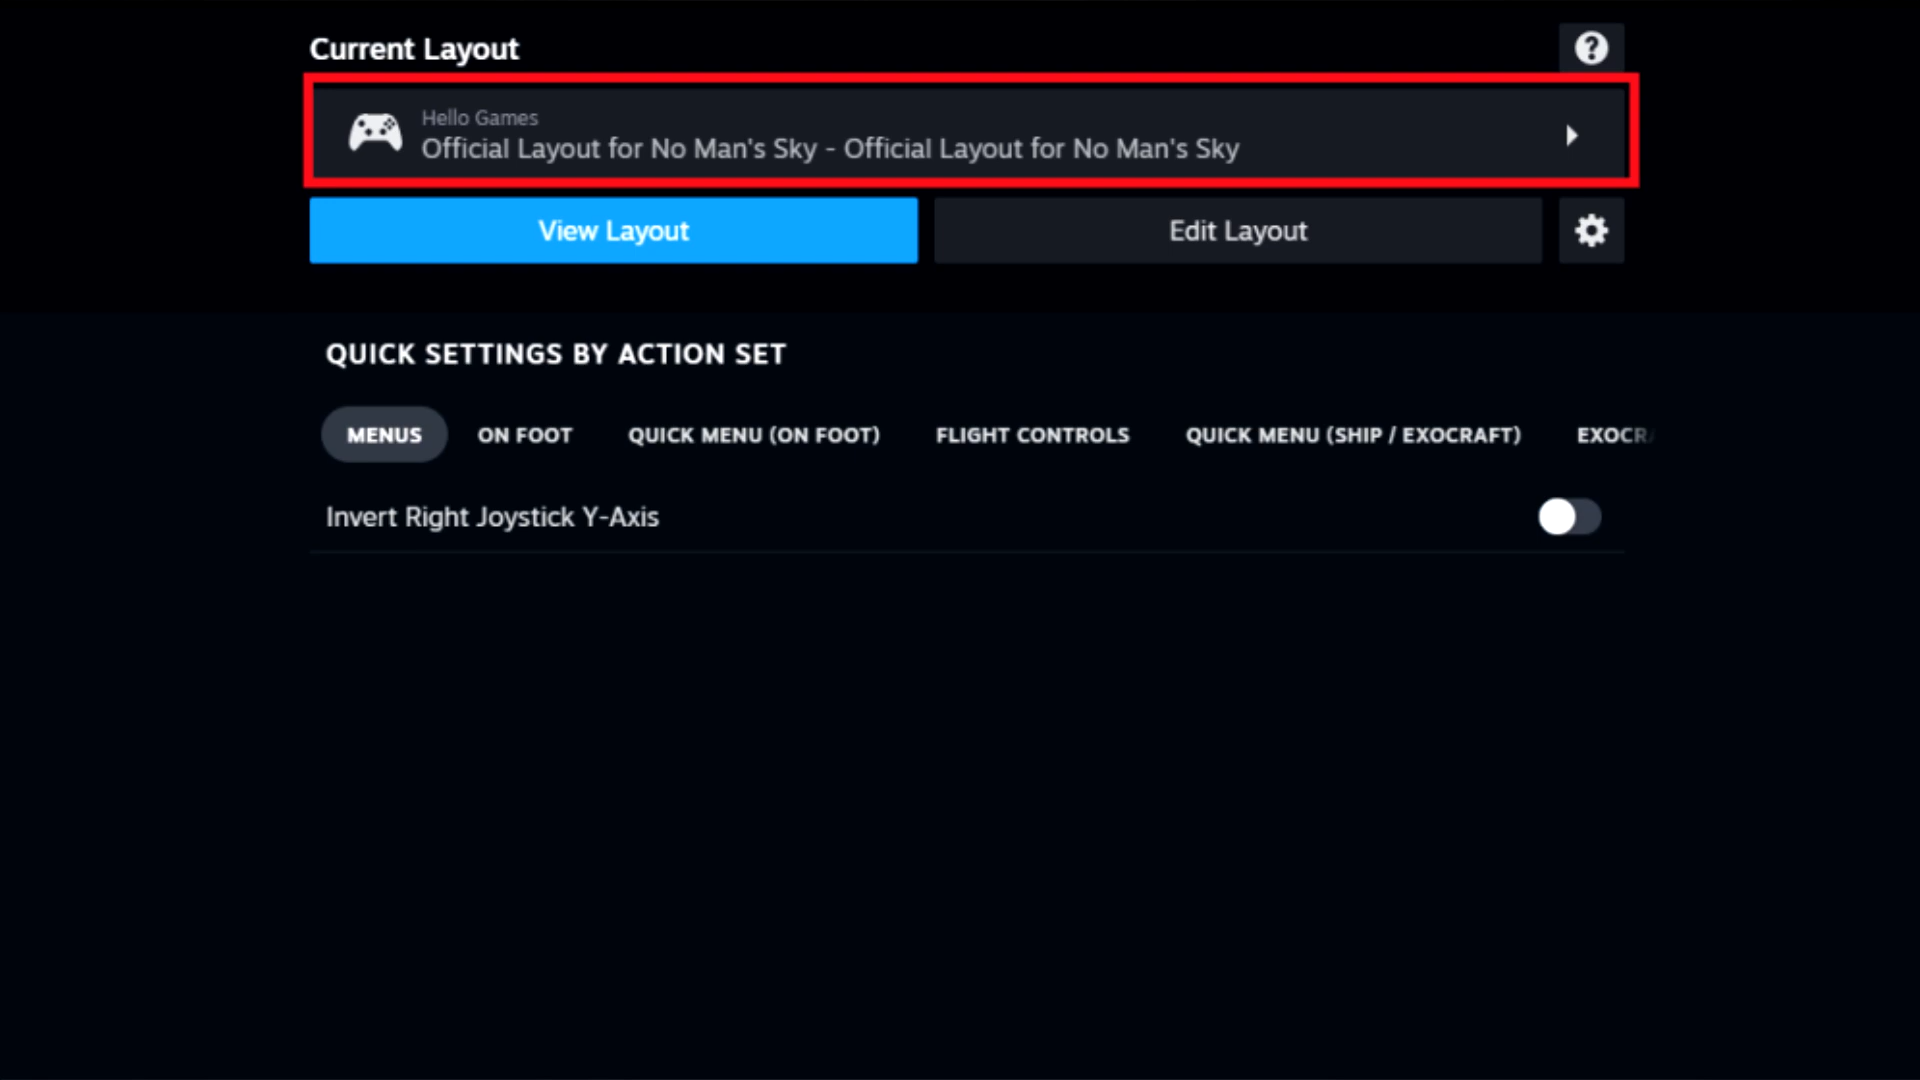 Current Layout
Hello Games
Official Layout for No Man's Sky - Official Layout for No Man's Sky
View Layout
Edit Layout
QUICK SETTINGS BY ACTION SET
MENUS
ON FOOT
QUICK MENU (ON FOOT)
FLIGHT CONTROLS
QUICK MENU (SHIP / EXOCRAFT)
EXOCRA
Invert Right Joystick Y-Axis